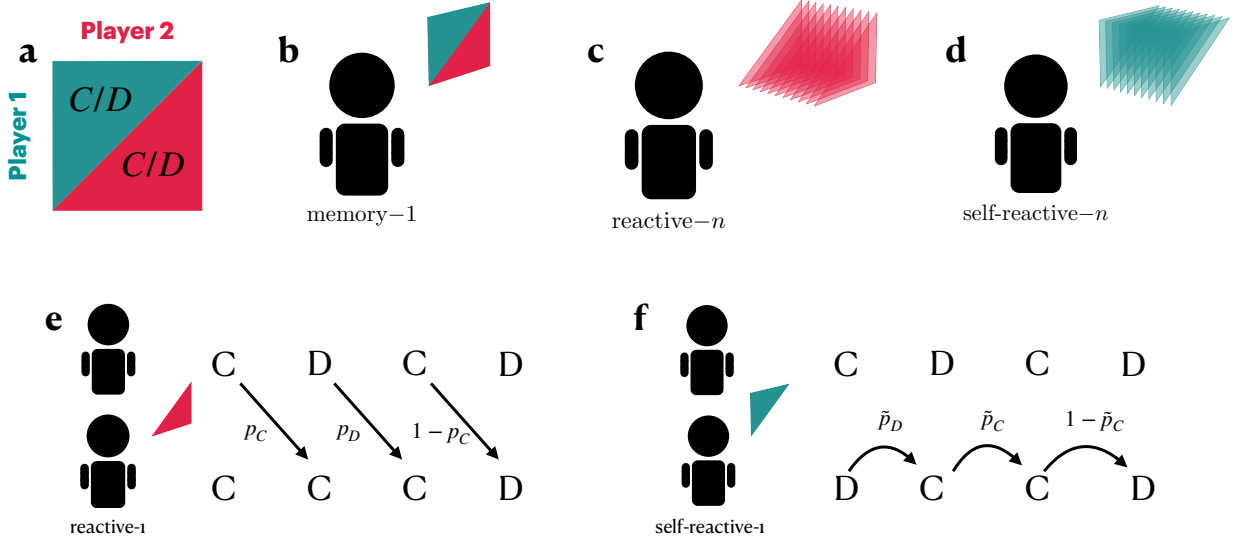 Player 2
a
Player 1
C/D
C/D
b
memory−1
c
reactive−n
d
self-reactive−n
e
C D C D
p_C p_D 1 − p_C
C C C D
reactive-1
f
C D C D
p̃_D p̃_C 1 − p̃_C
D C C D
self-reactive-1